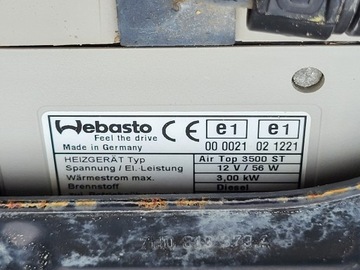 Webasto CE e1 e1
Feel the drive
Made in Germany 00 0021 02 1221
HEIZGERÄT Typ Air Top 3500 ST
Spannung / El. Leistung 12 V / 56 W
Wärmestrom max. 3,00 kW
Brennstoff Diesel